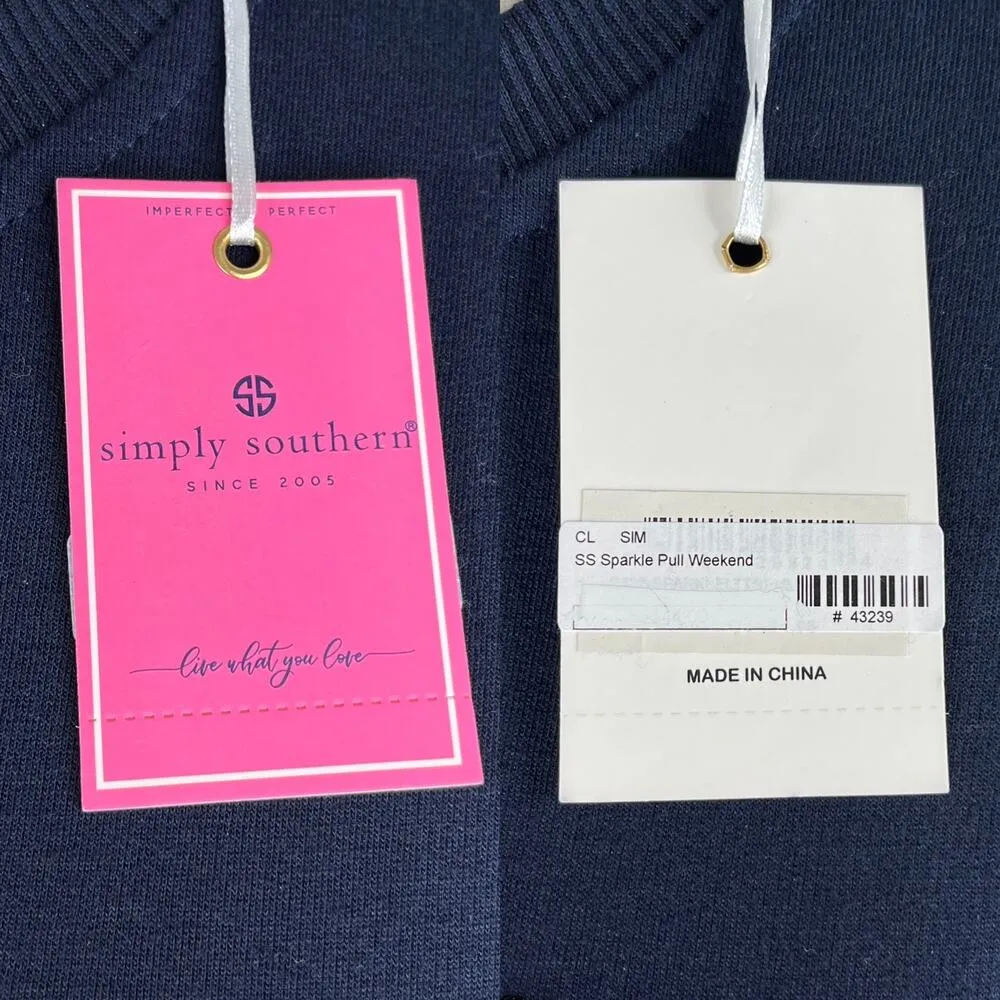 IMPERFECT PERFECT
SS
simply southern®
SINCE 2005
live what you love
CL SIM
SS Sparkle Pull Weekend
# 43239
MADE IN CHINA